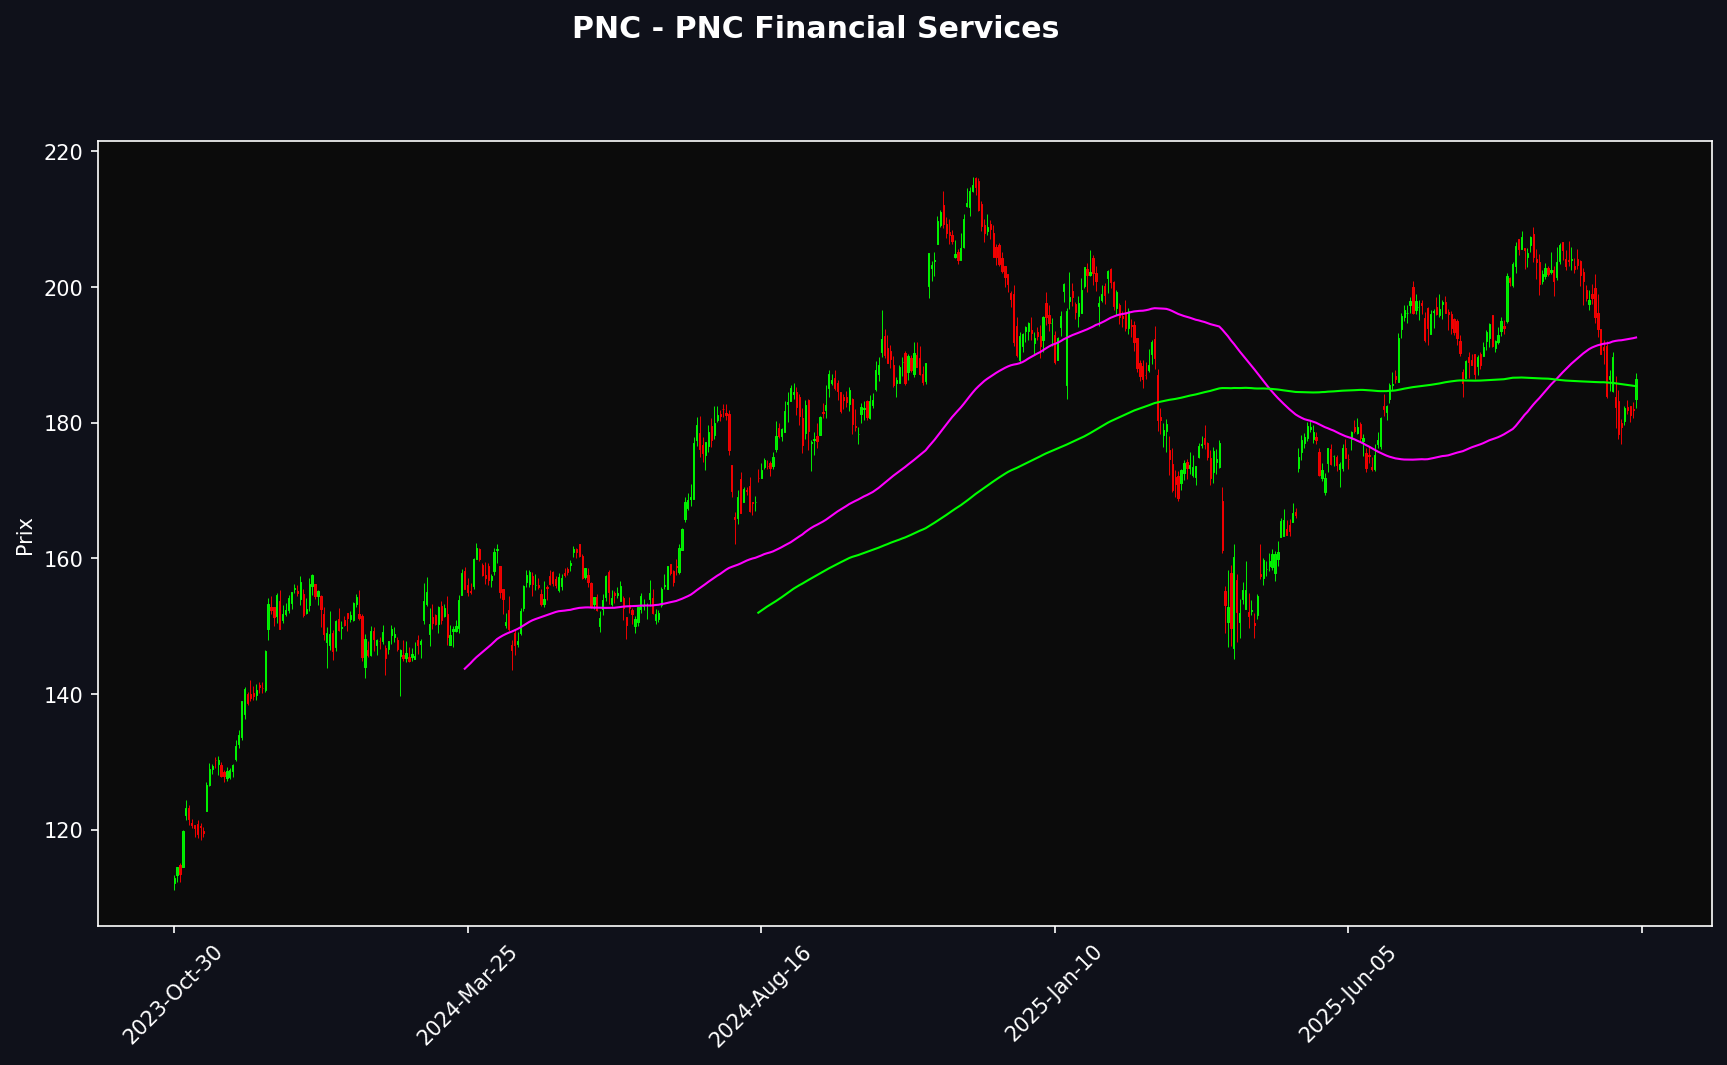 PNC - PNC Financial Services
Prix
220
200
180
160
140
120
2023-Oct-30
2024-Mar-25
2024-Aug-16
2025-Jan-10
2025-Jun-05